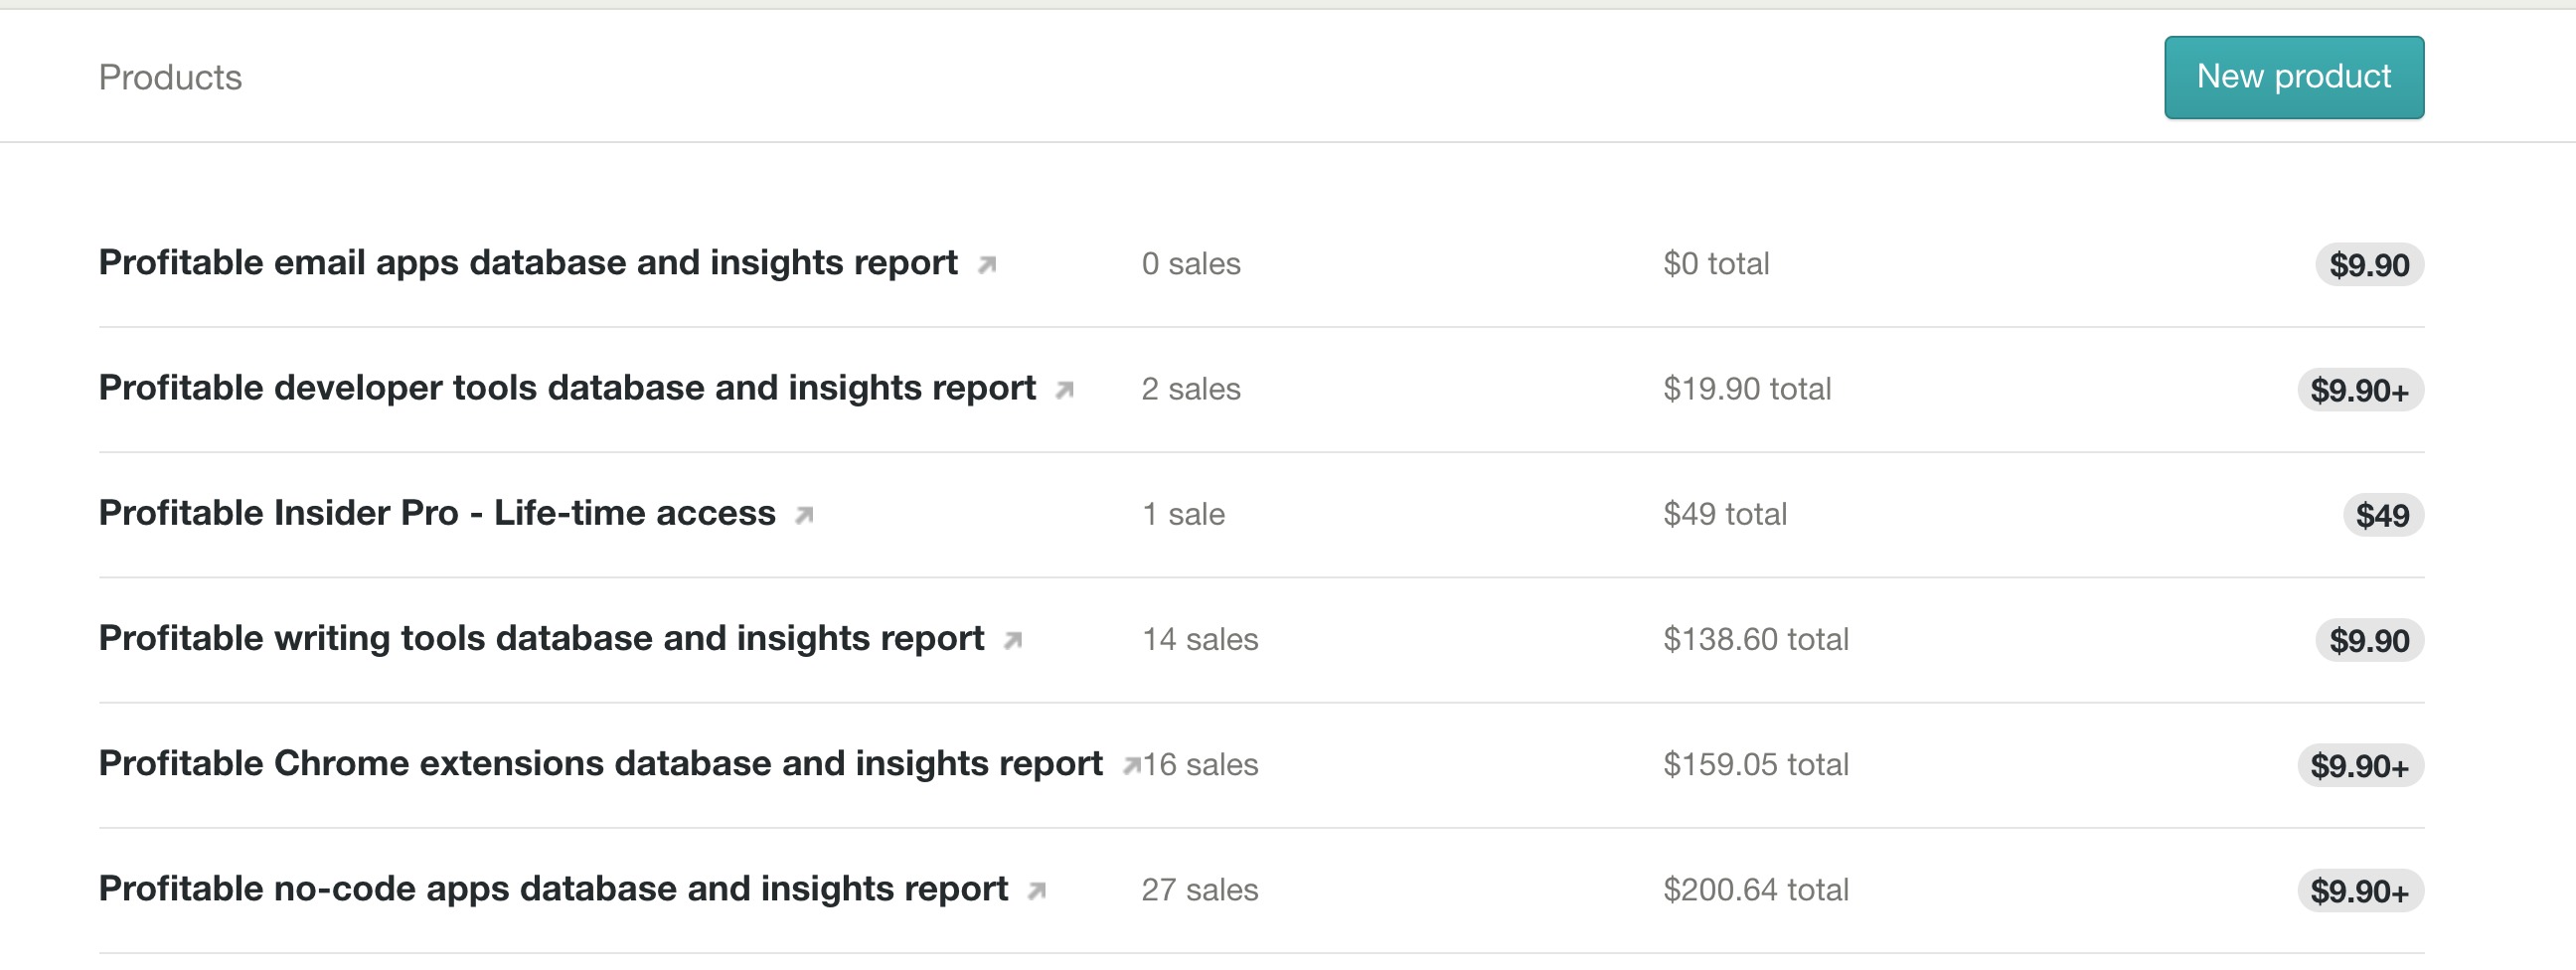 Products
New product
Profitable email apps database and insights report 0 sales $0 total $9.90
Profitable developer tools database and insights report 2 sales $19.90 total $9.90+
Profitable Insider Pro - Life-time access 1 sale $49 total $49
Profitable writing tools database and insights report 14 sales $138.60 total $9.90
Profitable Chrome extensions database and insights report 16 sales $159.05 total $9.90+
Profitable no-code apps database and insights report 27 sales $200.64 total $9.90+